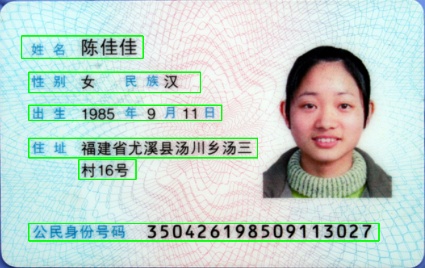 姓名 陈佳佳
性别 女 民族 汉
出生 1985 年 9 月 11 日
住址 福建省尤溪县汤川乡汤三
村16号
公民身份号码 350426198509113027